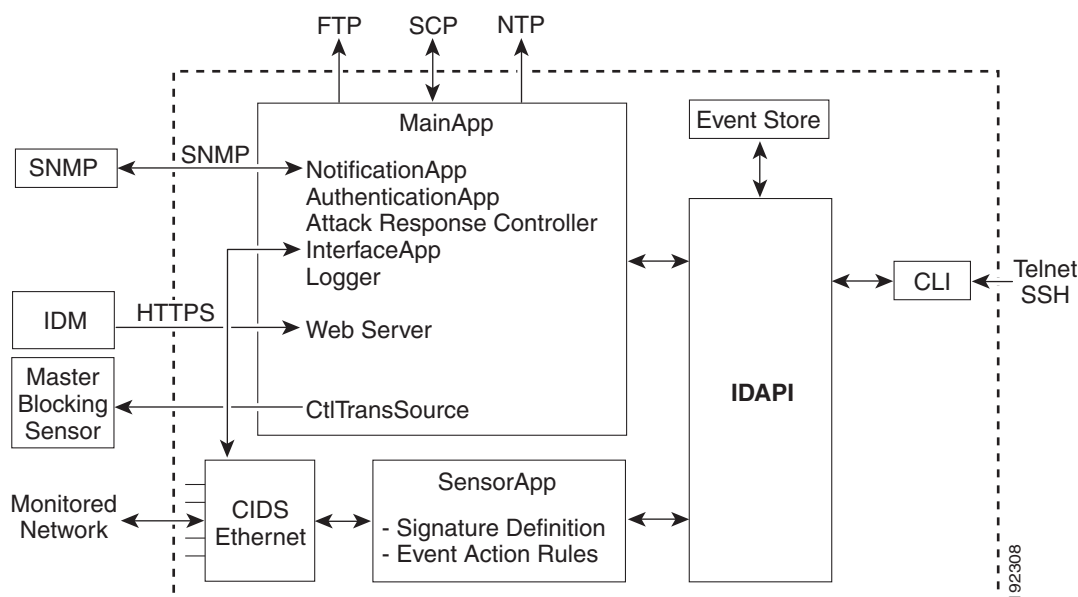 FTP
SCP
NTP
MainApp
Event Store
SNMP
SNMP
NotificationApp
AuthenticationApp
Attack Response Controller
InterfaceApp
Logger
CLI
Telnet
SSH
IDM
HTTPS
Web Server
Master
Blocking
Sensor
CtlTransSource
IDAPI
Monitored
Network
CIDS
Ethernet
SensorApp
- Signature Definition
- Event Action Rules
192308